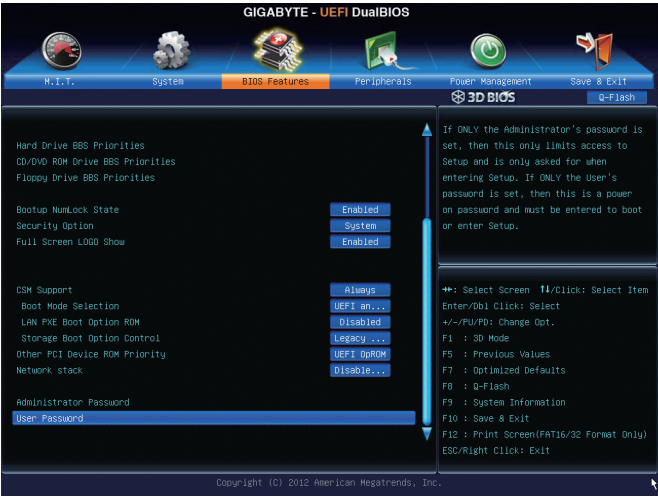 GIGABYTE - UEFI DualBIOS
M.I.T.
System
BIOS Features
Peripherals
Power Management
Save & Exit
3D BIOS
Q-Flash
Hard Drive BBS Priorities
CD/DVD ROM Drive BBS Priorities
Floppy Drive BBS Priorities
Bootup NumLock State Enabled
Security Option System
Full Screen LOGO Show Enabled
CSM Support Always
Boot Mode Selection UEFI an...
LAN PXE Boot Option ROM Disabled
Storage Boot Option Control Legacy ...
Other PCI Device ROM Priority UEFI OpROM
Network stack Disable...
Administrator Password
User Password
If ONLY the Administrator's password is
set, then this only limits access to
Setup and is only asked for when
entering Setup. If ONLY the User's
password is set, then this is a power
on password and must be entered to boot
or enter Setup.
→←: Select Screen ↑↓/Click: Select Item
Enter/Dbl Click: Select
+/-/PU/PD: Change Opt.
F1 : 3D Mode
F5 : Previous Values
F7 : Optimized Defaults
F8 : Q-Flash
F9 : System Information
F10 : Save & Exit
F12 : Print Screen(FAT16/32 Format Only)
ESC/Right Click: Exit
Copyright (C) 2012 American Megatrends, Inc.